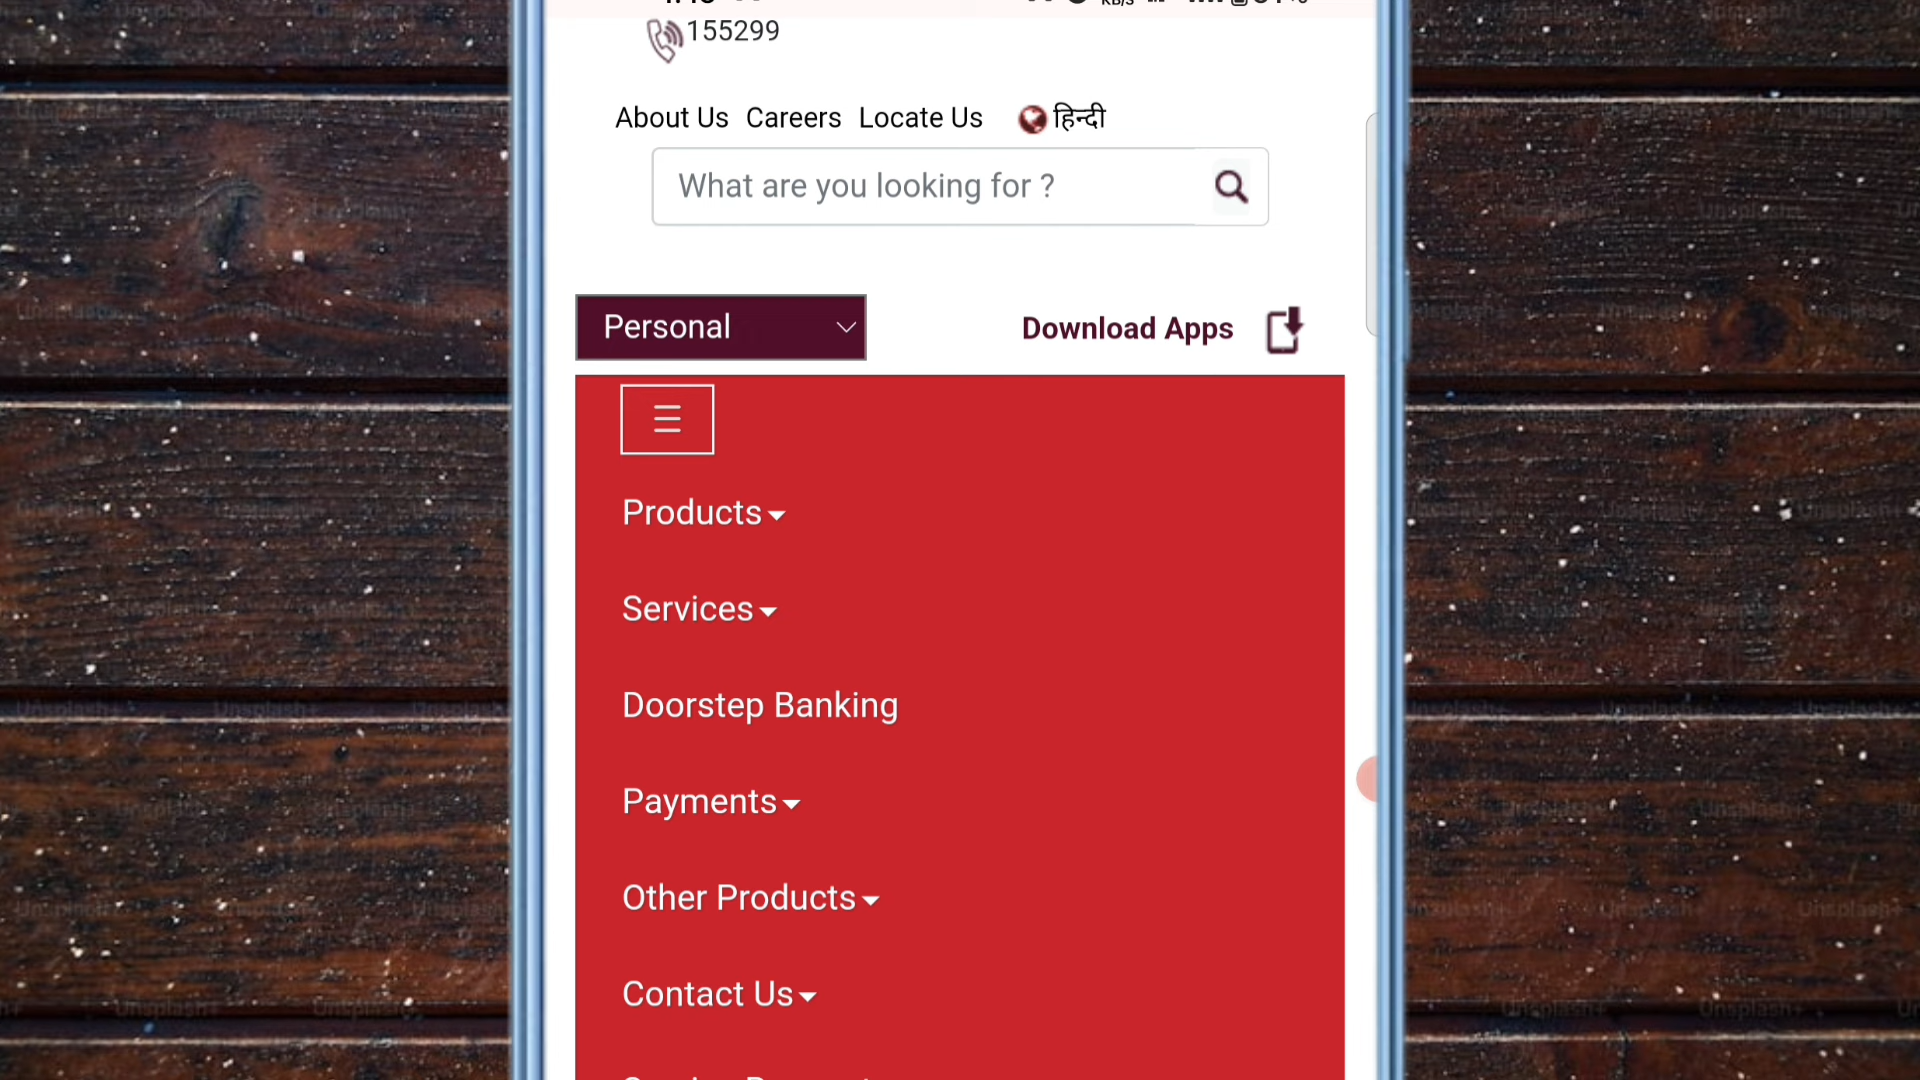 155299
About Us Careers Locate Us हिन्दी
What are you looking for ?
Personal
Download Apps
Products
Services
Doorstep Banking
Payments
Other Products
Contact Us